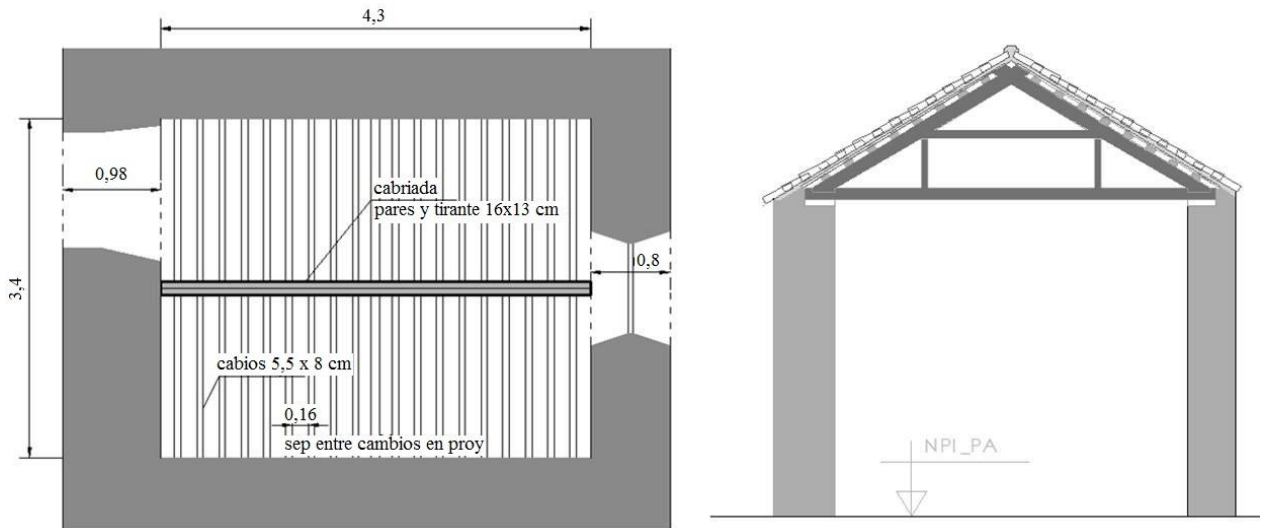 4,3
0,98
cabriada
pares y tirante 16x13 cm
0,8
3,4
cabios 5,5 x 8 cm
0,16
sep entre cambios en proy
NPI_PA